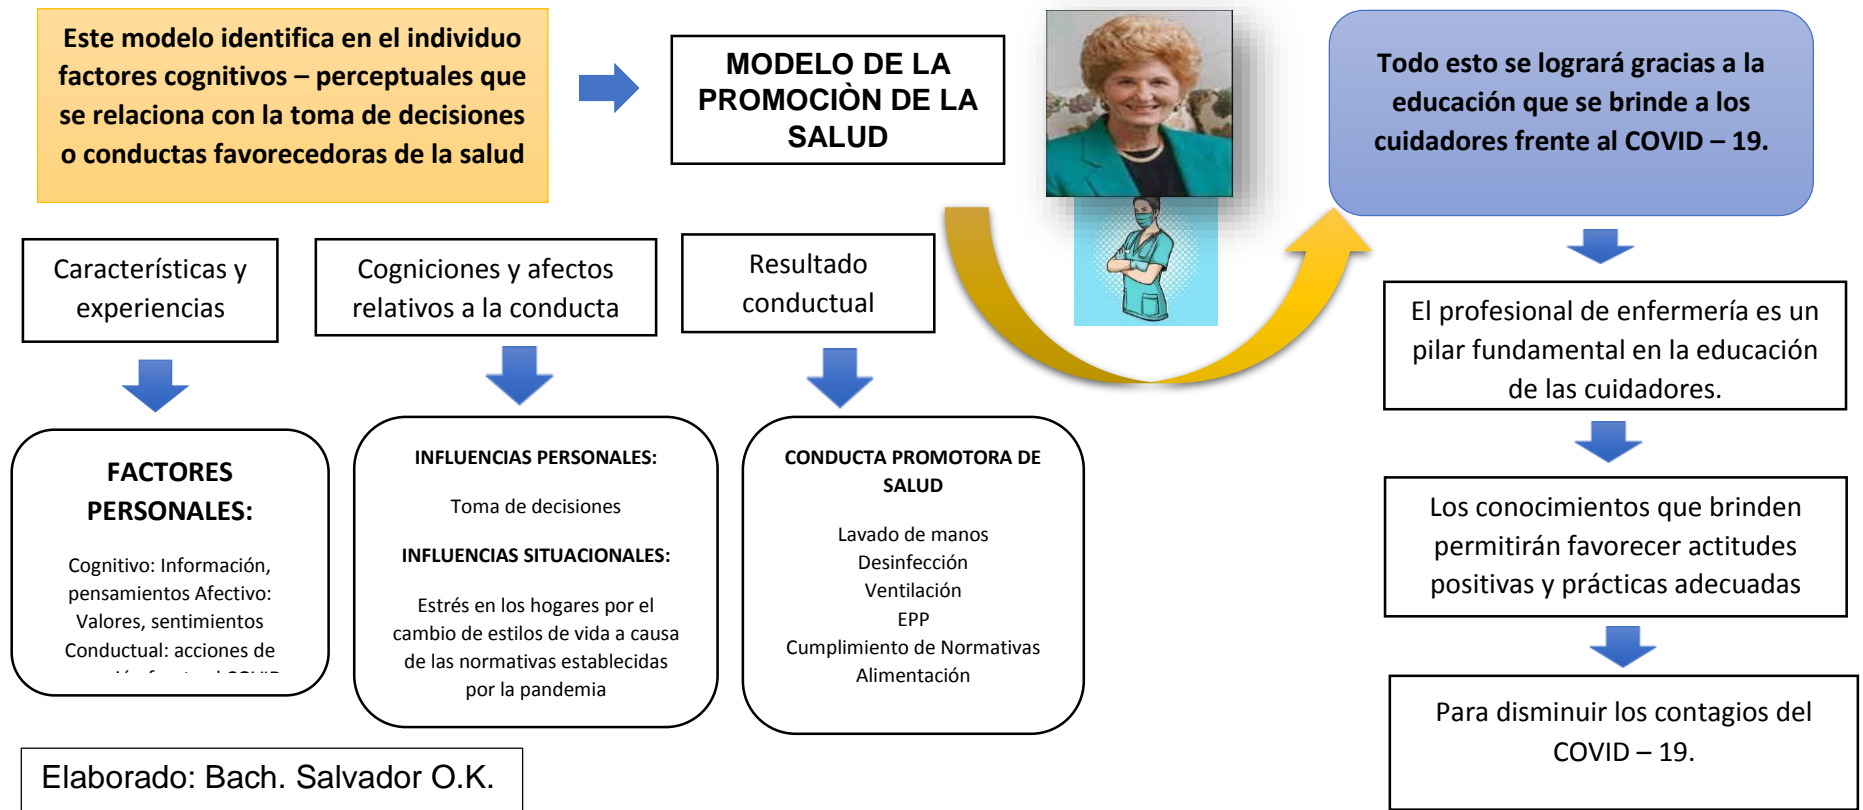 Este modelo identifica en el individuo
factores cognitivos – perceptuales que
se relaciona con la toma de decisiones
o conductas favorecedoras de la salud
MODELO DE LA
PROMOCIÒN DE LA
SALUD
Todo esto se logrará gracias a la
educación que se brinde a los
cuidadores frente al COVID – 19.
Características y
experiencias
Cogniciones y afectos
relativos a la conducta
Resultado
conductual
FACTORES
PERSONALES:
Cognitivo: Información,
pensamientos Afectivo:
Valores, sentimientos
Conductual: acciones de
INFLUENCIAS PERSONALES:
Toma de decisiones
INFLUENCIAS SITUACIONALES:
Estrés en los hogares por el
cambio de estilos de vida a causa
de las normativas establecidas
por la pandemia
CONDUCTA PROMOTORA DE
SALUD
Lavado de manos
Desinfección
Ventilación
EPP
Cumplimiento de Normativas
Alimentación
El profesional de enfermería es un
pilar fundamental en la educación
de las cuidadores.
Los conocimientos que brinden
permitirán favorecer actitudes
positivas y prácticas adecuadas
Para disminuir los contagios del
COVID – 19.
Elaborado: Bach. Salvador O.K.